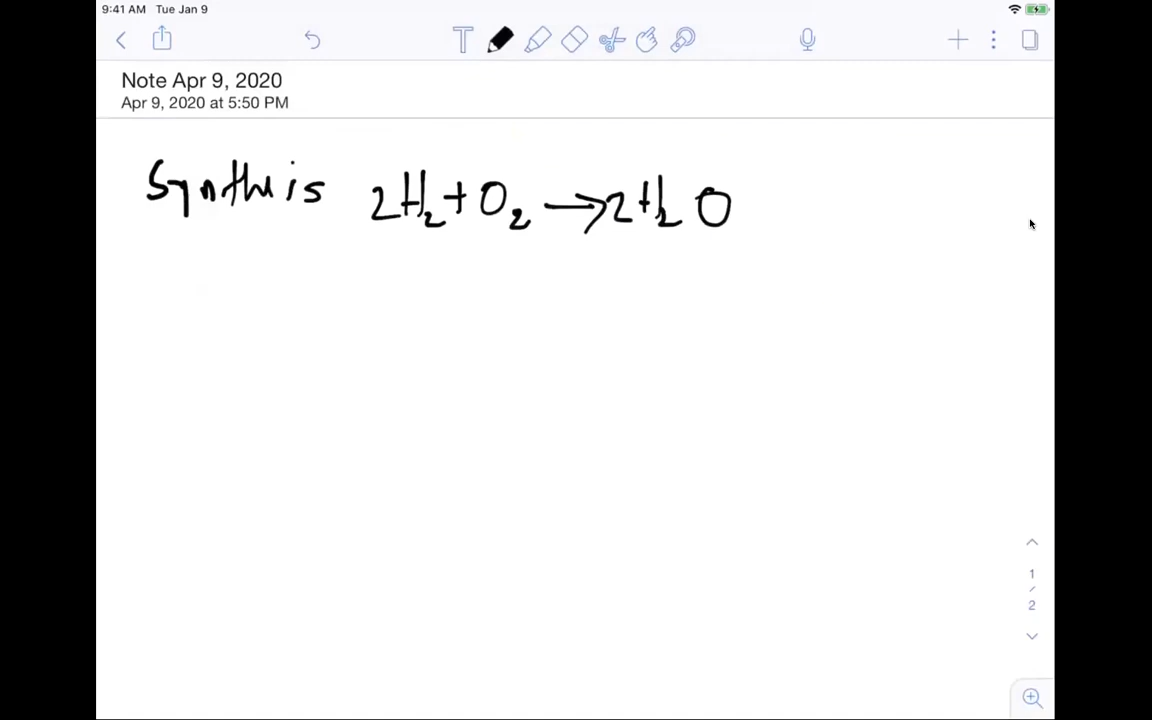 9:41 AM Tue Jan 9
T
Note Apr 9, 2020
Apr 9, 2020 at 5:50 PM
Synthis 2H₂ + O₂ → 2H₂O
1
/
2